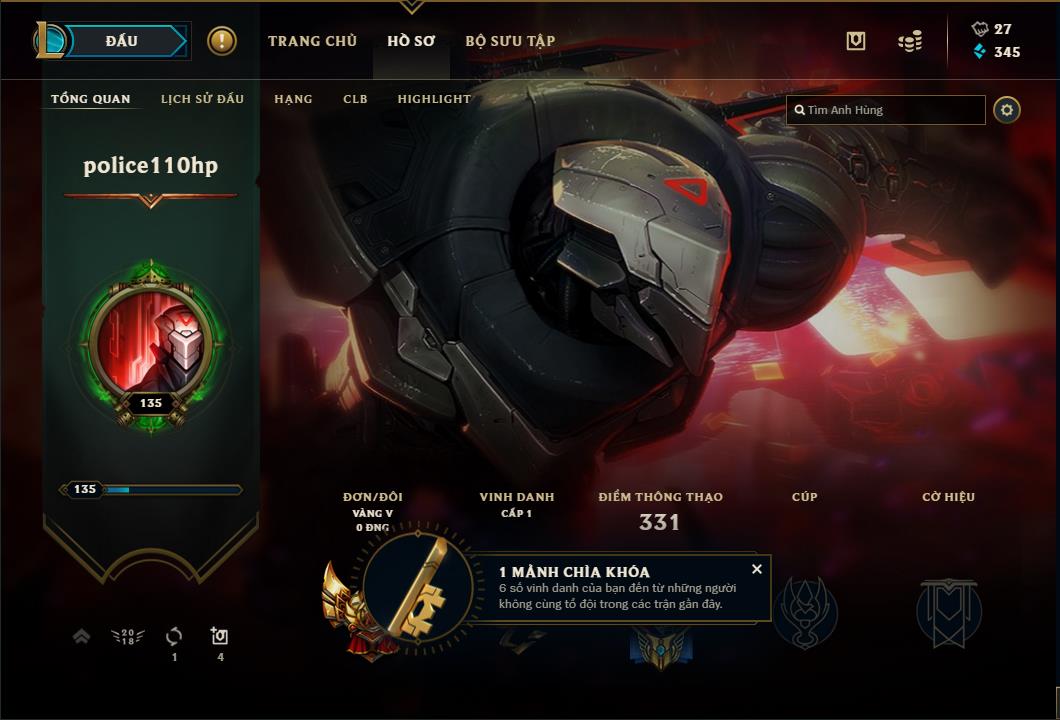 ĐẤU
TRANG CHỦ
HỒ SƠ
BỘ SƯU TẬP
27
345
TỔNG QUAN
LỊCH SỬ ĐẤU
HẠNG
CLB
HIGHLIGHT
Tìm Anh Hùng
police110hp
135
135
ĐƠN/ĐÔI
VÀNG V
0 ĐNG
VINH DANH
CẤP 1
ĐIỂM THÔNG THẠO
331
CÚP
CỜ HIỆU
1 MẢNH CHÌA KHÓA
6 số vinh danh của bạn đến từ những người
không cùng tổ đội trong các trận gần đây.
2018
1
4